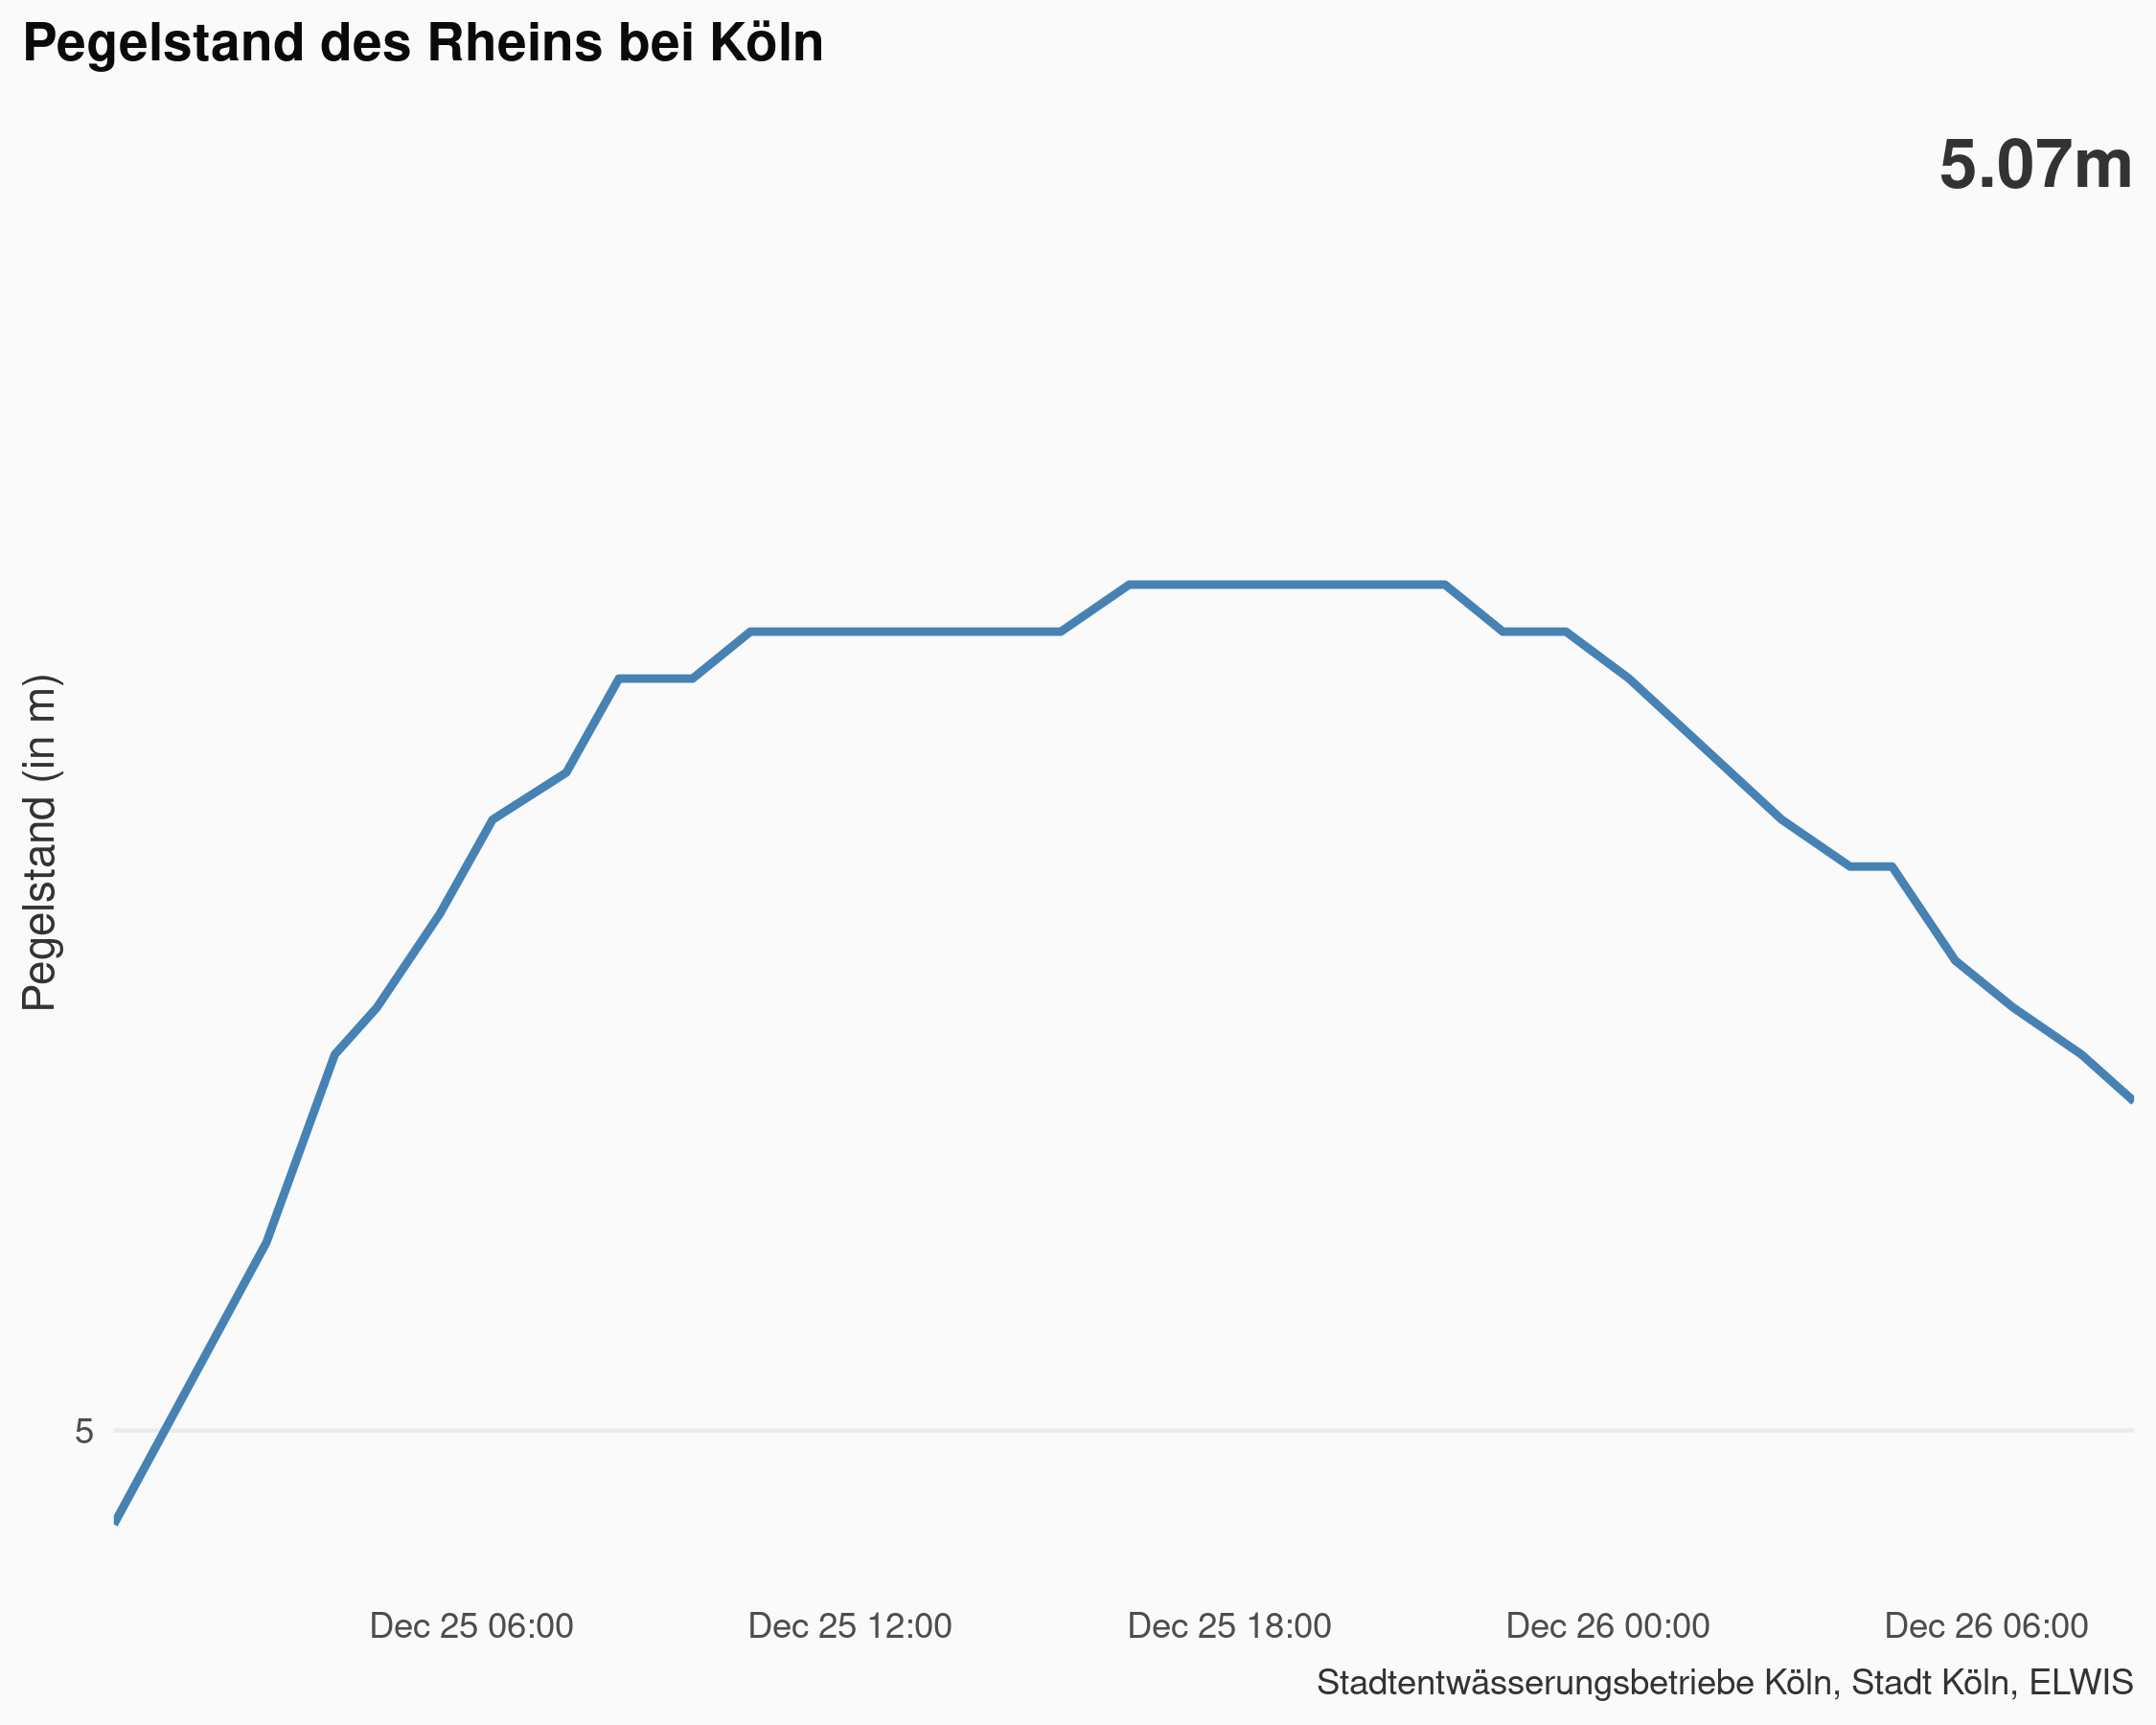 Pegelstand des Rheins bei Köln
5.07m
Pegelstand (in m)
5
Dec 25 06:00 Dec 25 12:00 Dec 25 18:00 Dec 26 00:00 Dec 26 06:00
Stadtentwässerungsbetriebe Köln, Stadt Köln, ELWIS